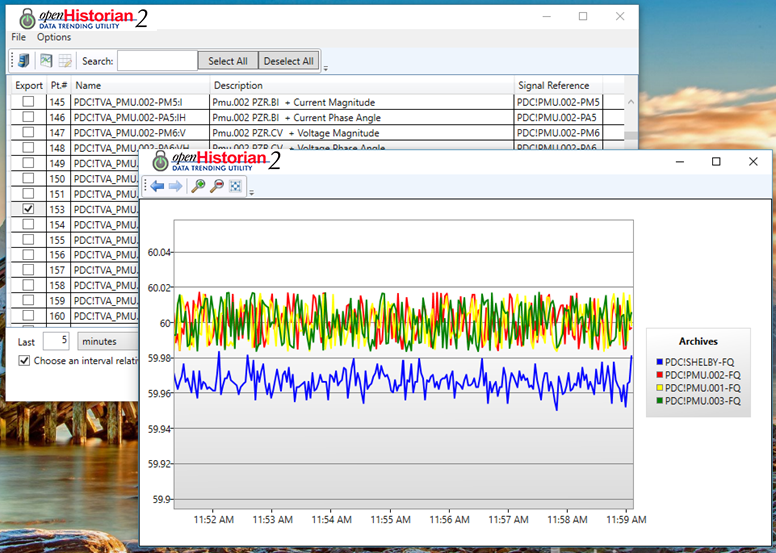 openHistorian 2
DATA TRENDING UTILITY
File Options
Search: Select All Deselect All
Export Pt.# Name Description Signal Reference
145 PDC!TVA_PMU.002-PM5:I Pmu.002 PZR.BI + Current Magnitude PDC!PMU.002-PM5
146 PDC!TVA_PMU.002-PA5:IH Pmu.002 PZR.BI + Current Phase Angle PDC!PMU.002-PA5
147 PDC!TVA_PMU.002-PM6:V Pmu.002 PZR.CV + Voltage Magnitude PDC!PMU.002-PM6
148 PDC!TVA_PMU.002-PA6:VH Pmu.002 PZR.CV + Voltage Phase Angle PDC!PMU.002-PA6
149 PDC!TVA_PMU.
150 PDC!TVA_PMU.
151 PDC!TVA_PMU.
153 PDC!TVA_PMU.
154 PDC!TVA_PMU.
155 PDC!TVA_PMU.
156 PDC!TVA_PMU.
157 PDC!TVA_PMU.
158 PDC!TVA_PMU.
159 PDC!TVA_PMU.
160 PDC!TVA_PMU.
Last 5 minutes
Choose an interval relati
openHistorian 2
DATA TRENDING UTILITY
60.04
60.02
60
59.98
59.96
59.94
59.92
59.9
11:52 AM 11:53 AM 11:54 AM 11:55 AM 11:56 AM 11:57 AM 11:58 AM 11:59 AM
Archives
PDC!SHELBY-FQ
PDC!PMU.002-FQ
PDC!PMU.001-FQ
PDC!PMU.003-FQ